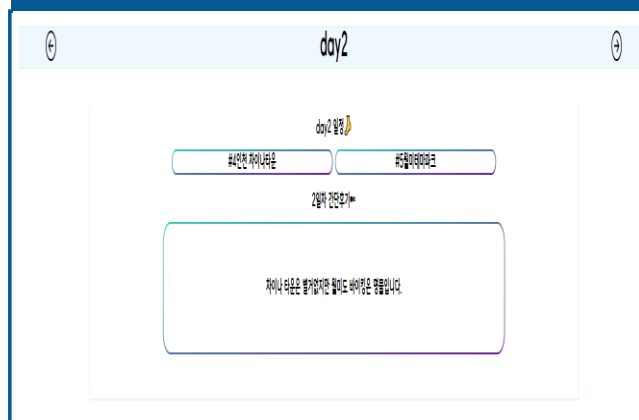 day2
day2 일정
#4인천 차이나타운 #5월미테마파크
2일차 간단후기
차이나 타운은 별거없지만 월미도 바이킹은 명물입니다.